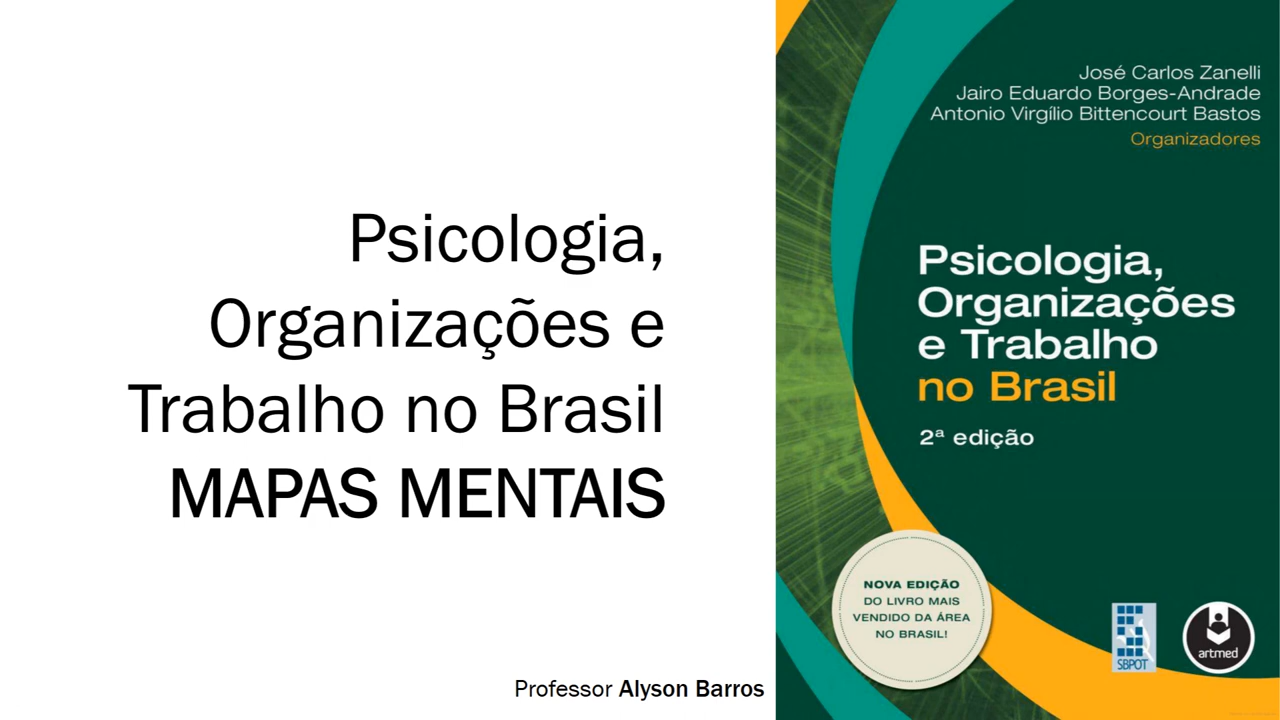 Psicologia,
Organizações e
Trabalho no Brasil
MAPAS MENTAIS
Professor Alyson Barros
José Carlos Zanelli
Jairo Eduardo Borges-Andrade
Antonio Virgílio Bittencourt Bastos
Organizadores
Psicologia,
Organizações
e Trabalho
no Brasil
2ª edição
NOVA EDIÇÃO
DO LIVRO MAIS
VENDIDO DA ÁREA
NO BRASIL!
SBPOT
artmed